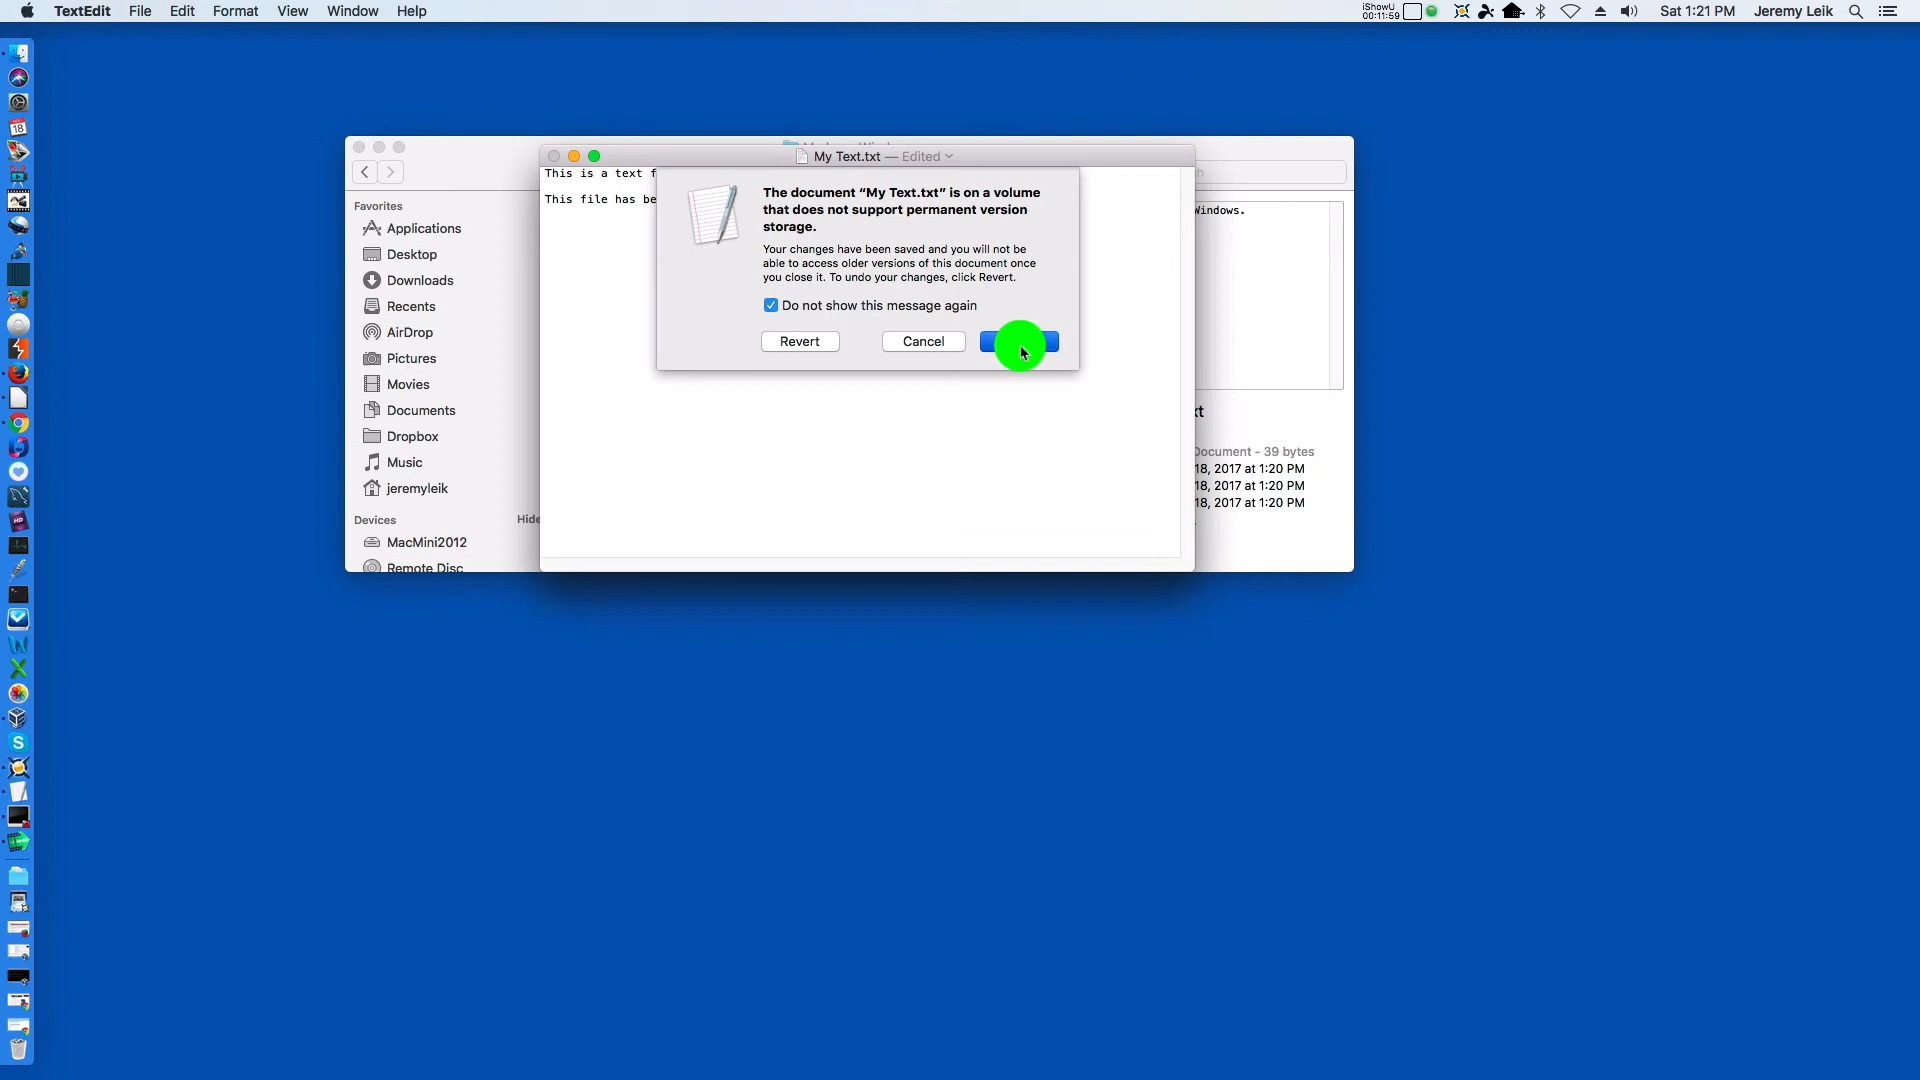 TextEdit File Edit Format View Window Help
iShowU
00:11:59
Sat 1:21 PM Jeremy Leik
My Text.txt — Edited
This is a text f
This file has be
The document “My Text.txt” is on a volume
that does not support permanent version
storage.
Your changes have been saved and you will not be
able to access older versions of this document once
you close it. To undo your changes, click Revert.
Do not show this message again
Revert Cancel
Favorites
Applications
Desktop
Downloads
Recents
AirDrop
Pictures
Movies
Documents
Dropbox
Music
jeremyleik
Devices Hide
MacMini2012
Remote Disc
Windows.
xt
Document - 39 bytes
18, 2017 at 1:20 PM
18, 2017 at 1:20 PM
18, 2017 at 1:20 PM
18